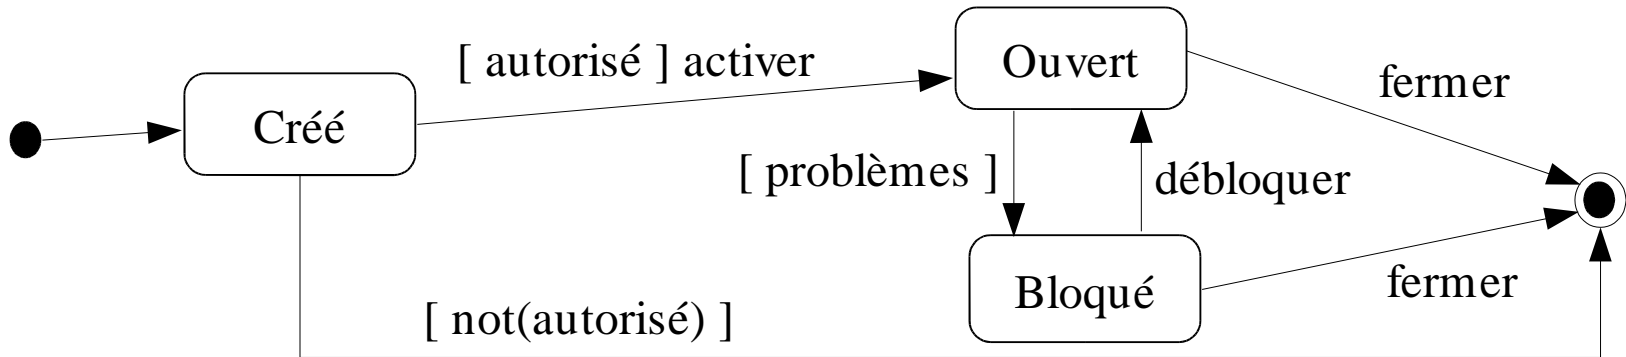 [ autorisé ] activer
Ouvert
fermer
Créé
[ problèmes ]
débloquer
Bloqué
fermer
[ not(autorisé) ]